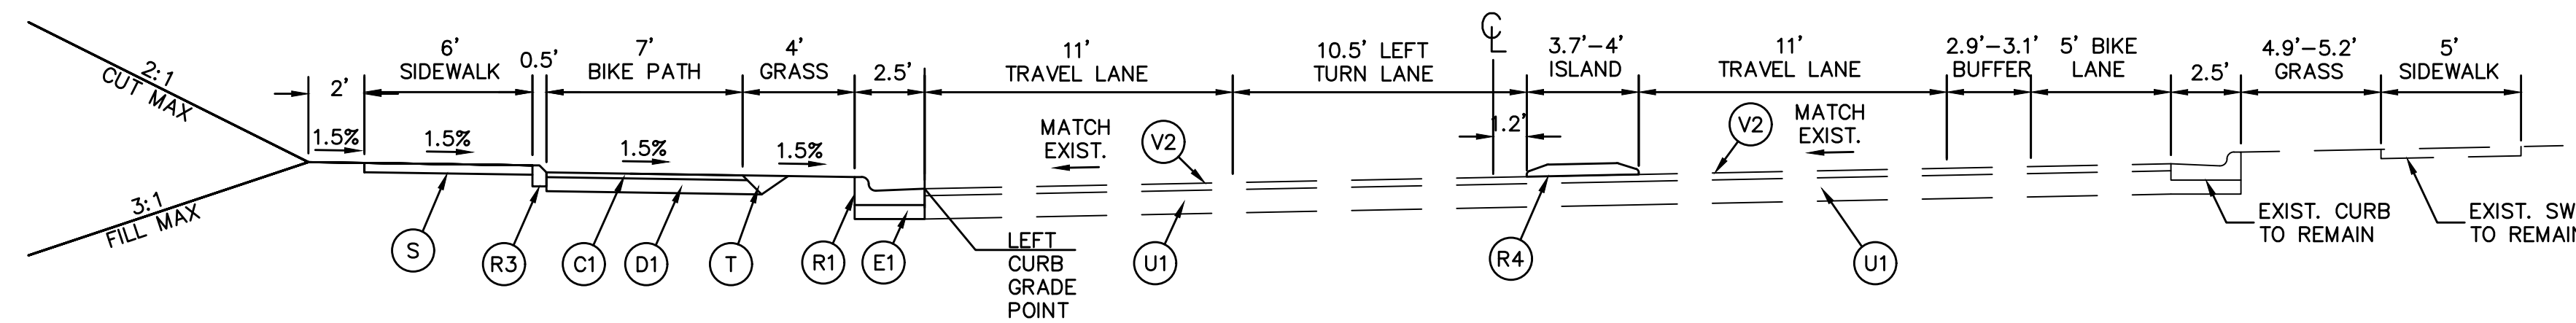 2:1
CUT MAX
3:1
FILL MAX
2'
1.5%
6'
SIDEWALK
1.5%
0.5'
7'
BIKE PATH
1.5%
4'
GRASS
1.5%
2.5'
11'
TRAVEL LANE
MATCH
EXIST.
V2
10.5' LEFT
TURN LANE
℄
1.2'
3.7'-4'
ISLAND
11'
TRAVEL LANE
V2
MATCH
EXIST.
2.9'-3.1'
BUFFER
5' BIKE
LANE
2.5'
4.9'-5.2'
GRASS
5'
SIDEWALK
S
R3
C1
D1
T
R1
E1
LEFT
CURB
GRADE
POINT
U1
R4
U1
EXIST. CURB
TO REMAIN
EXIST. SW
TO REMAIN